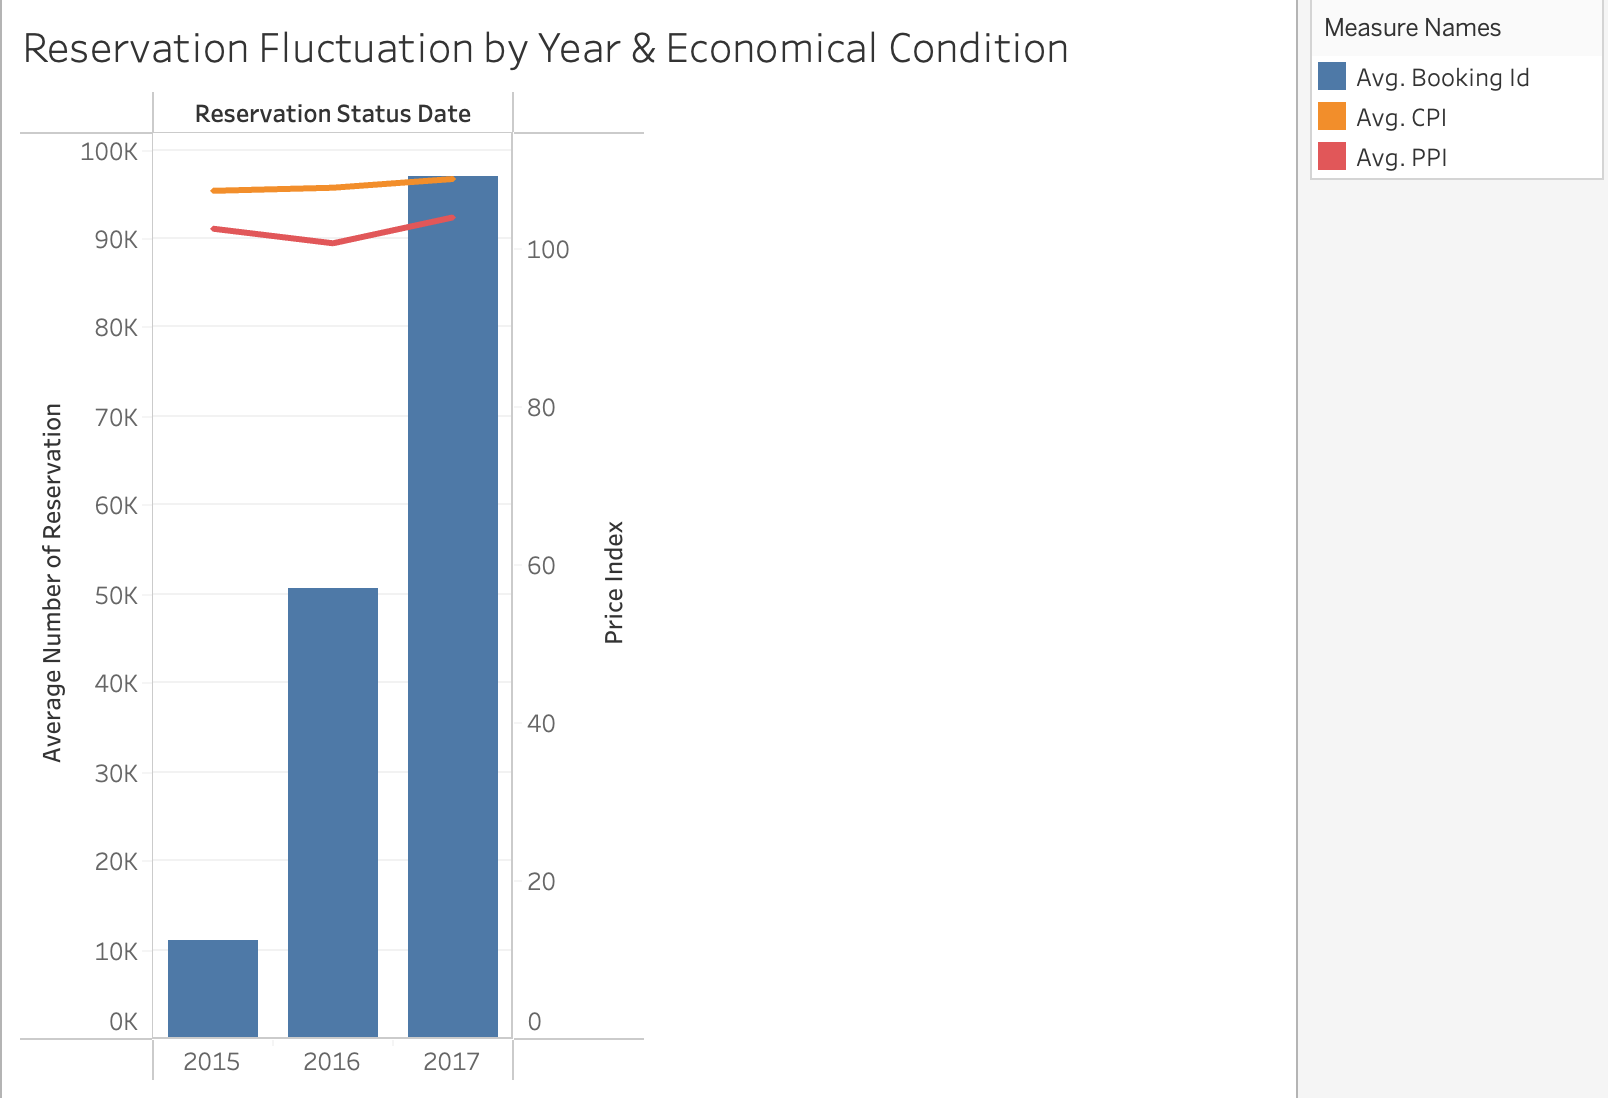 Reservation Fluctuation by Year & Economical Condition
Measure Names
Avg. Booking Id
Avg. CPI
Avg. PPI
Reservation Status Date
Average Number of Reservation
100K
90K
80K
70K
60K
50K
40K
30K
20K
10K
0K
100
80
60
40
20
0
Price Index
2015 2016 2017